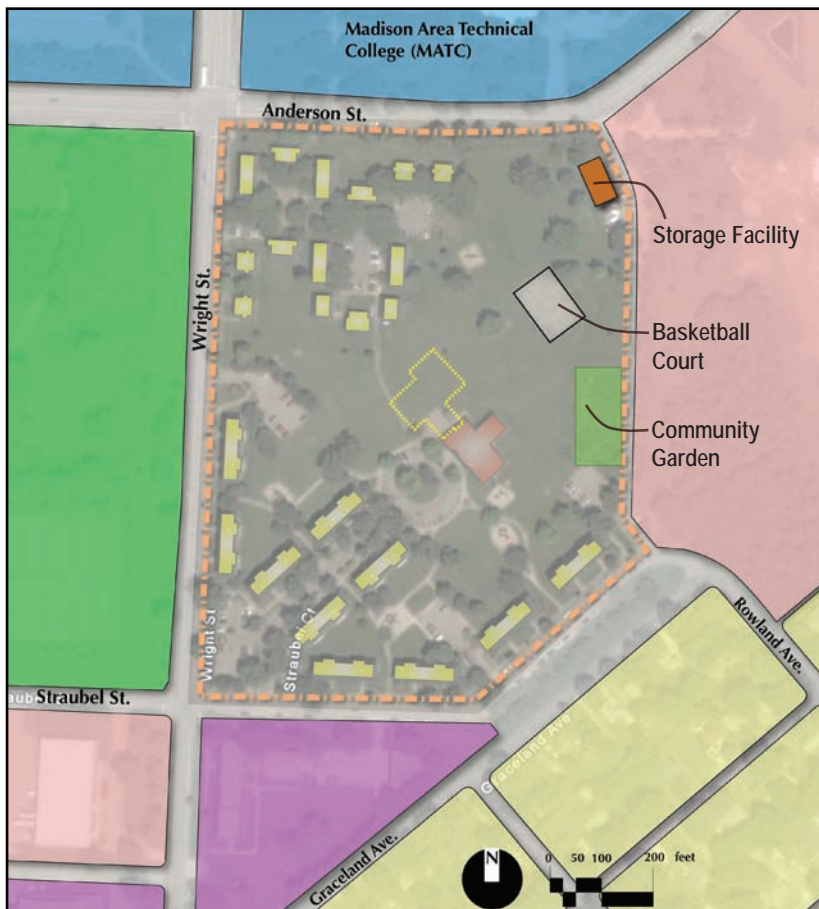 Madison Area Technical
College (MATC)
Anderson St.
Storage Facility
Wright St.
Basketball
Court
Community
Garden
Wright St
Straubel Ct
Rowland Ave.
Straubel St.
Graceland Ave
Graceland Ave.
N
0 50 100 200 feet